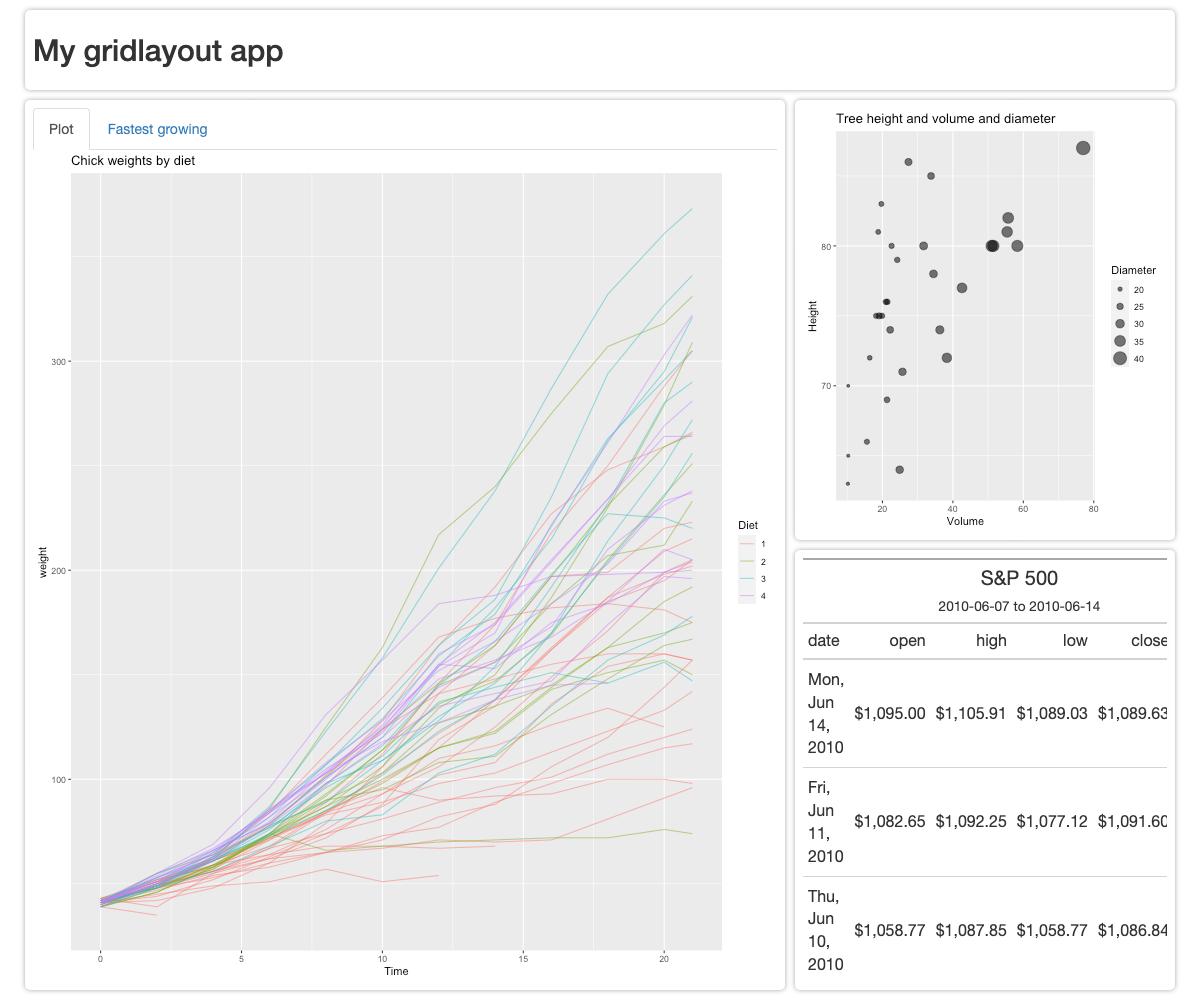 My gridlayout app
Plot
Fastest growing
Chick weights by diet
300
200
100
weight
0
5
10
15
20
Time
Diet
1
2
3
4
Tree height and volume and diameter
80
70
Height
20
40
60
80
Volume
Diameter
20
25
30
35
40
S&P 500
2010-06-07 to 2010-06-14
date open high low close
Mon,
Jun
14,
2010
$1,095.00 $1,105.91 $1,089.03 $1,089.63
Fri,
Jun
11,
2010
$1,082.65 $1,092.25 $1,077.12 $1,091.60
Thu,
Jun
10,
2010
$1,058.77 $1,087.85 $1,058.77 $1,086.84